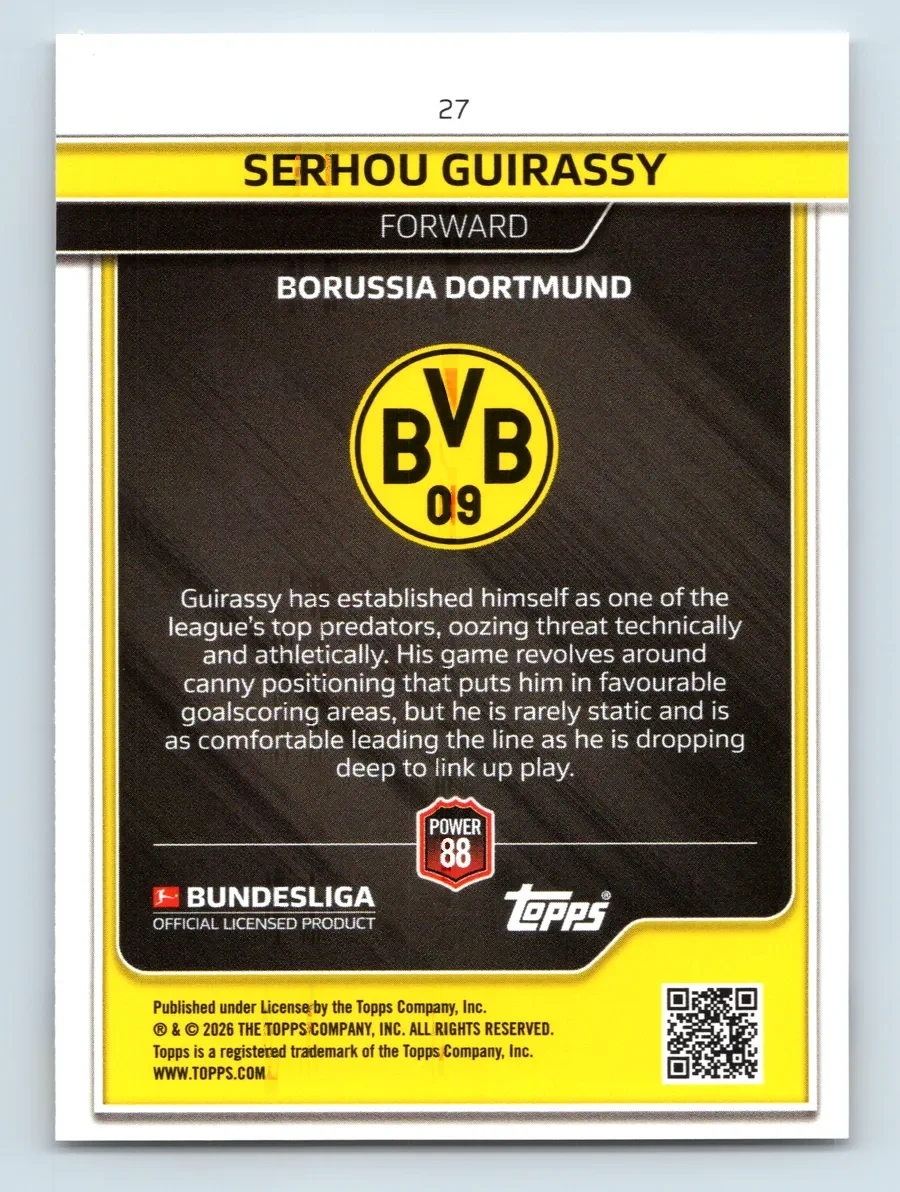 27
SERHOU GUIRASSY
FORWARD
BORUSSIA DORTMUND
BVB
09
Guirassy has established himself as one of the
league's top predators, oozing threat technically
and athletically. His game revolves around
canny positioning that puts him in favourable
goalscoring areas, but he is rarely static and is
as comfortable leading the line as he is dropping
deep to link up play.
POWER
88
BUNDESLIGA
OFFICIAL LICENSED PRODUCT
topps®
Published under License by the Topps Company, Inc.
® & © 2026 THE TOPPS COMPANY, INC. ALL RIGHTS RESERVED.
Topps is a registered trademark of the Topps Company, Inc.
WWW.TOPPS.COM